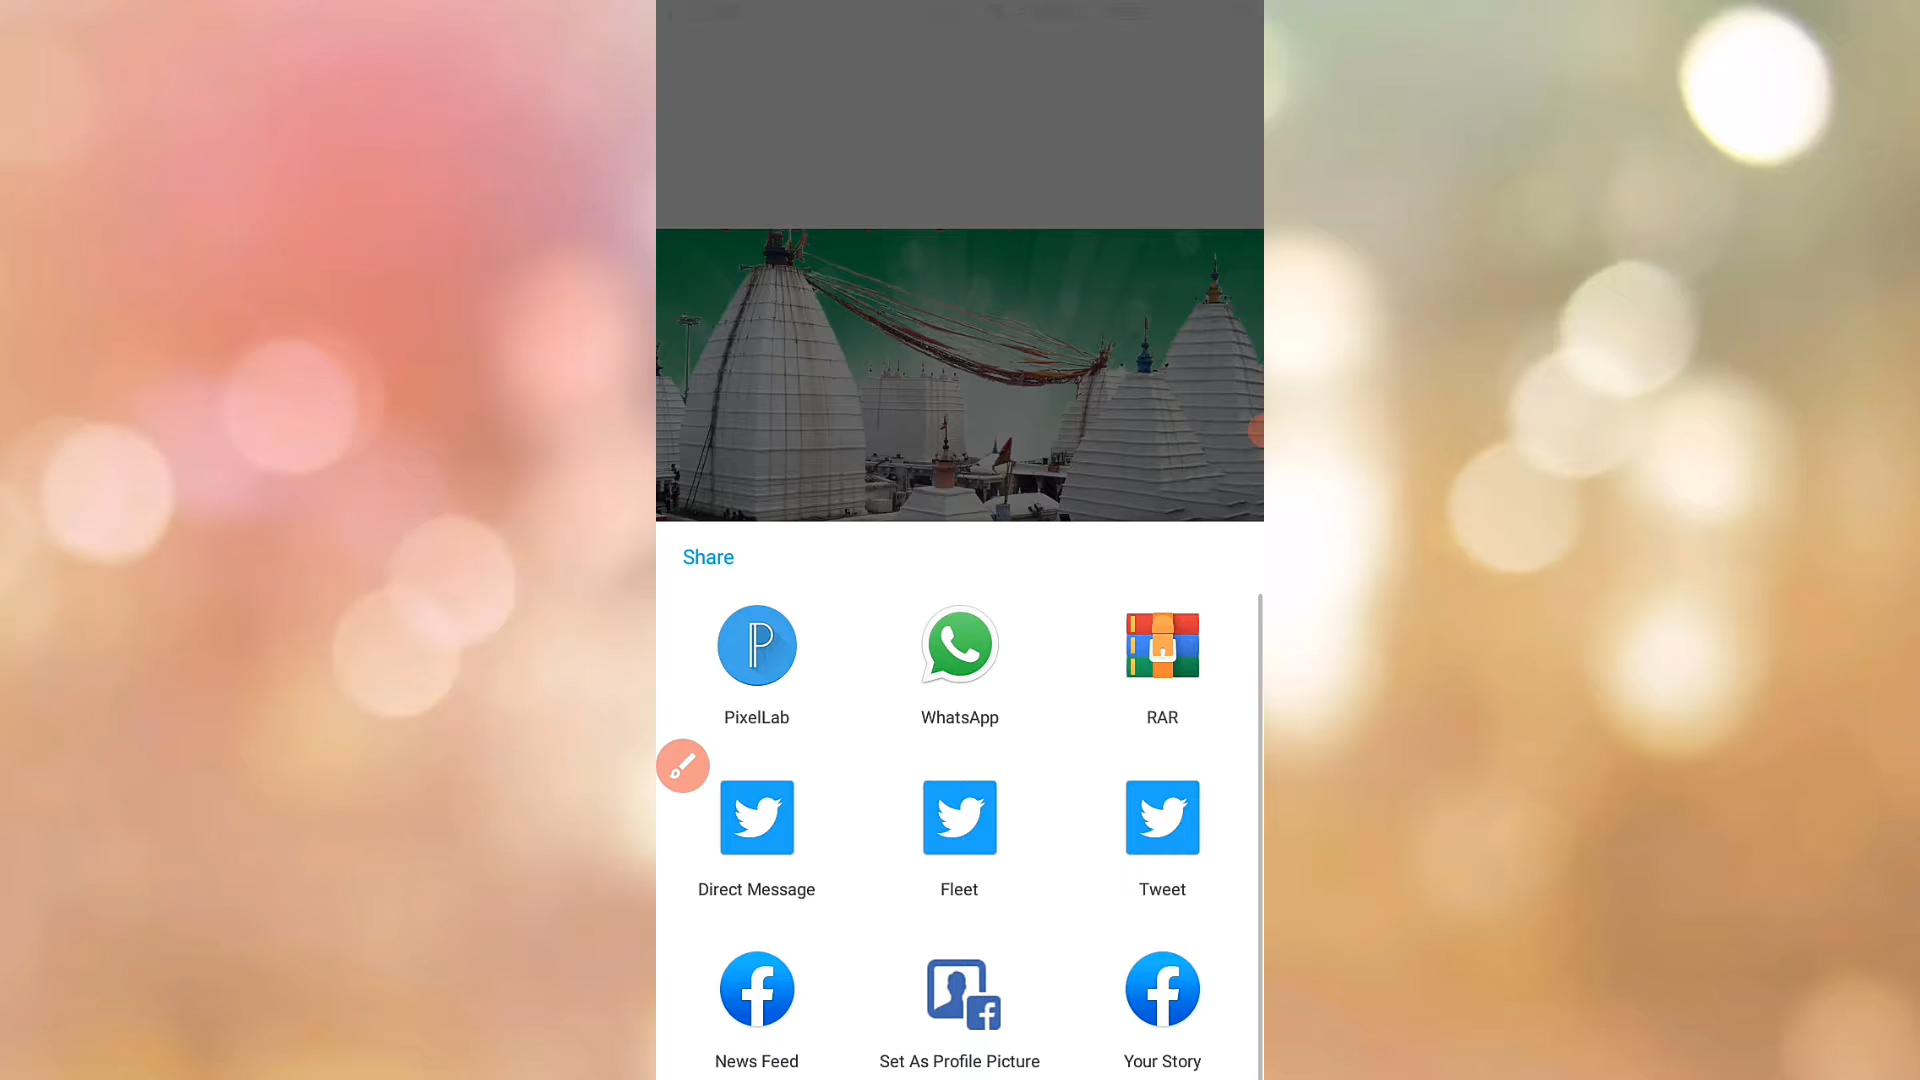 Share
PixelLab WhatsApp RAR
Direct Message Fleet Tweet
News Feed Set As Profile Picture Your Story